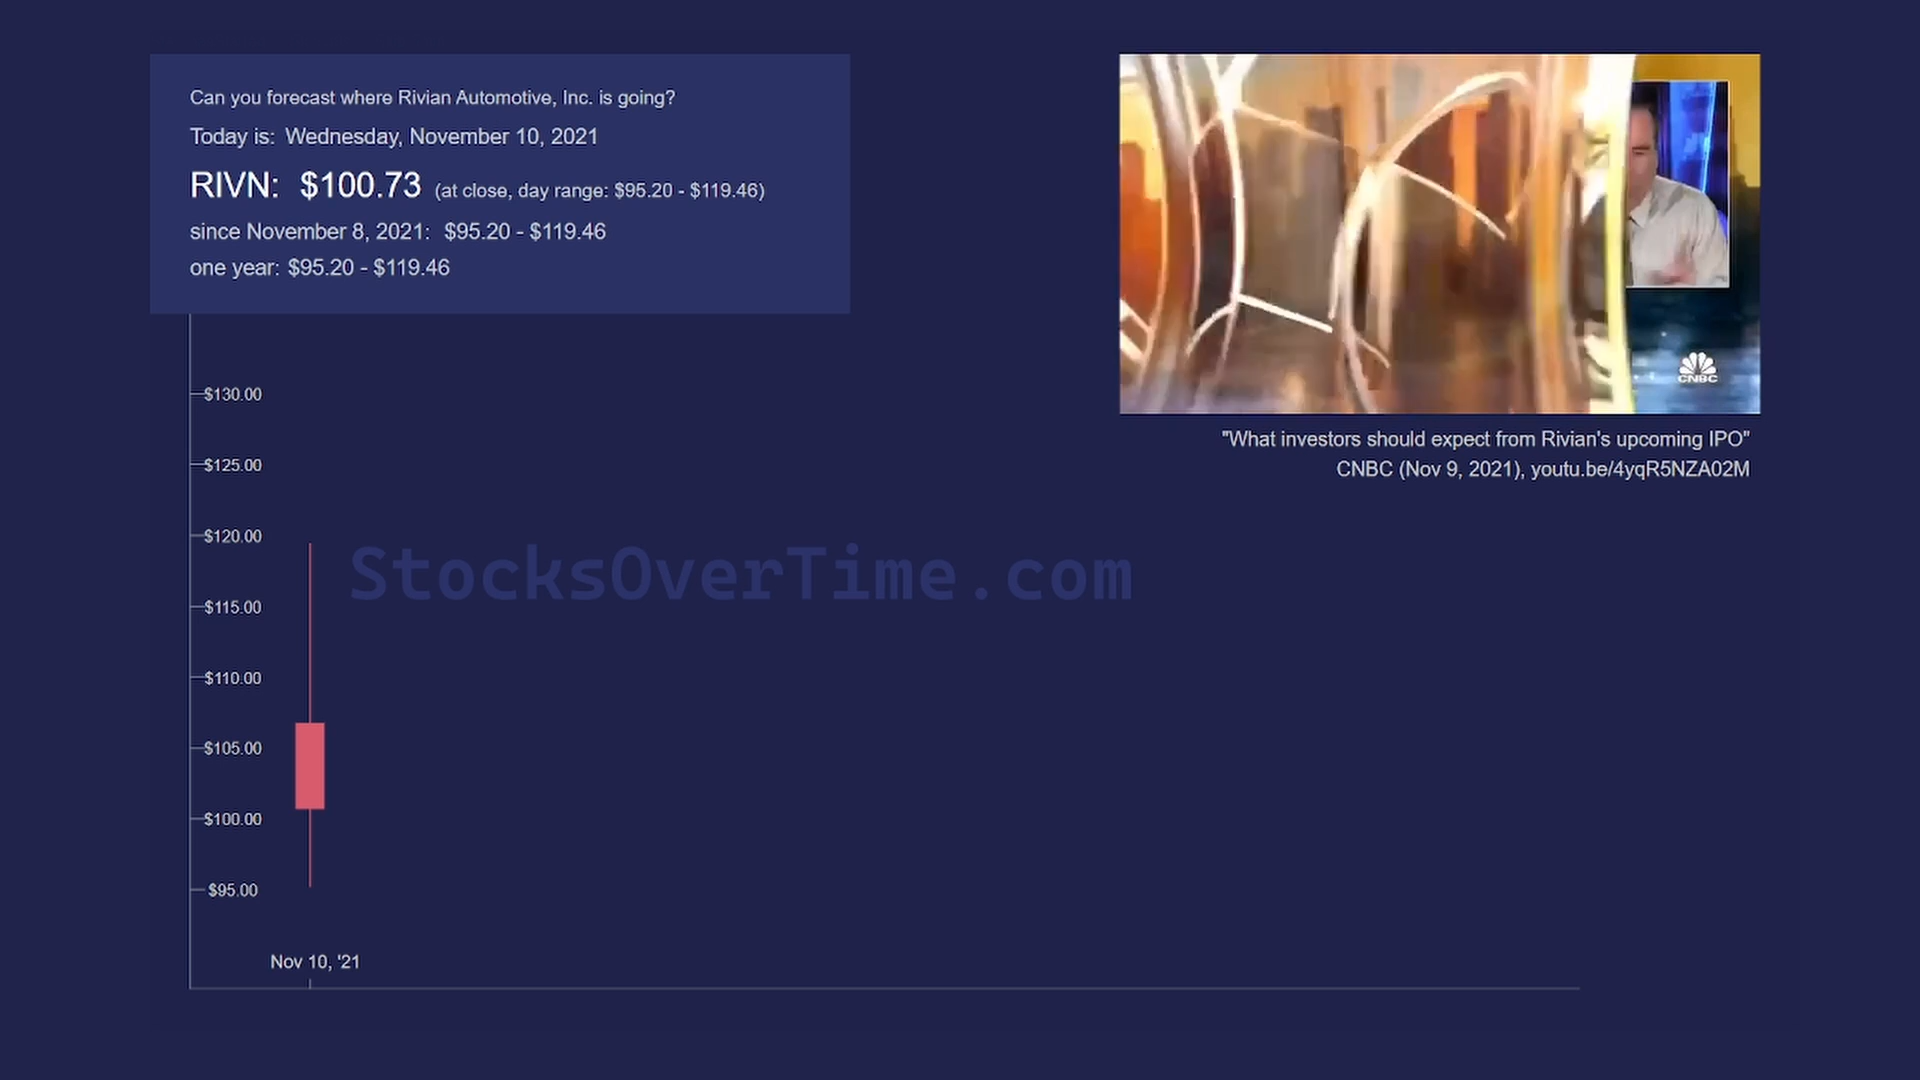 Can you forecast where Rivian Automotive, Inc. is going?
Today is: Wednesday, November 10, 2021
RIVN: $100.73 (at close, day range: $95.20 - $119.46)
since November 8, 2021: $95.20 - $119.46
one year: $95.20 - $119.46
CNBC
"What investors should expect from Rivian's upcoming IPO"
CNBC (Nov 9, 2021), youtu.be/4yqR5NZA02M
$130.00
$125.00
$120.00
StocksOverTime.com
$115.00
$110.00
$105.00
$100.00
$95.00
Nov 10, '21